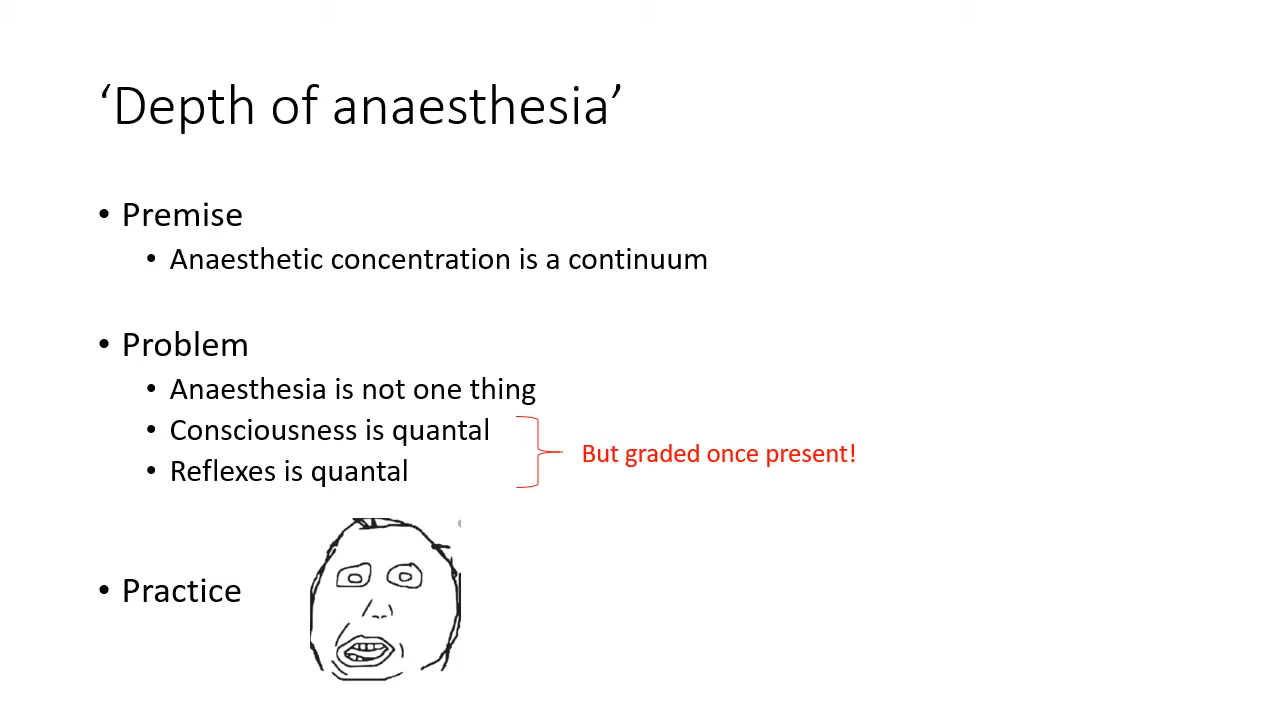 ‘Depth of anaesthesia’
• Premise
• Anaesthetic concentration is a continuum
• Problem
• Anaesthesia is not one thing
• Consciousness is quantal
• Reflexes is quantal
But graded once present!
• Practice